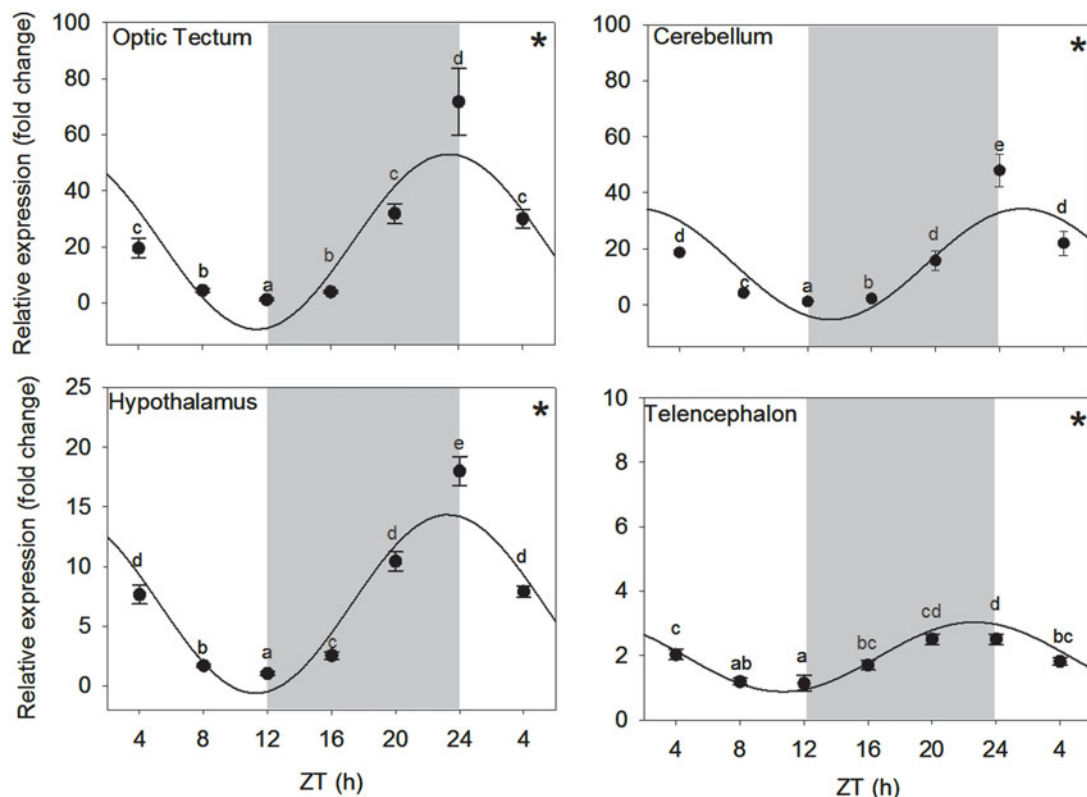 Relative expression (fold change)
100
80
60
40
20
0
Optic Tectum
*
c
b
a
b
c
d
c
100
80
60
40
20
0
Cerebellum
*
d
c
a
b
d
e
d
Relative expression (fold change)
25
20
15
10
5
0
Hypothalamus
*
d
b
a
c
d
e
d
4 8 12 16 20 24 4
ZT (h)
10
8
6
4
2
0
Telencephalon
*
c
ab
a
bc
cd
d
bc
4 8 12 16 20 24 4
ZT (h)